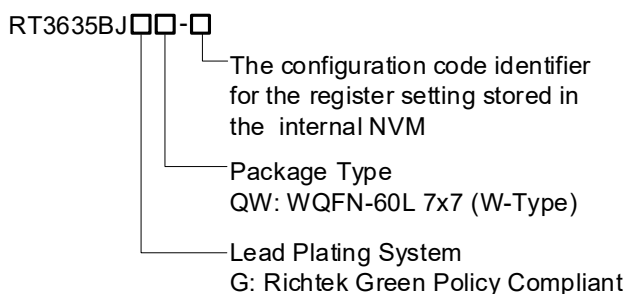 RT3635BJ□□-□
The configuration code identifier
for the register setting stored in
the internal NVM
Package Type
QW: WQFN-60L 7x7 (W-Type)
Lead Plating System
G: Richtek Green Policy Compliant